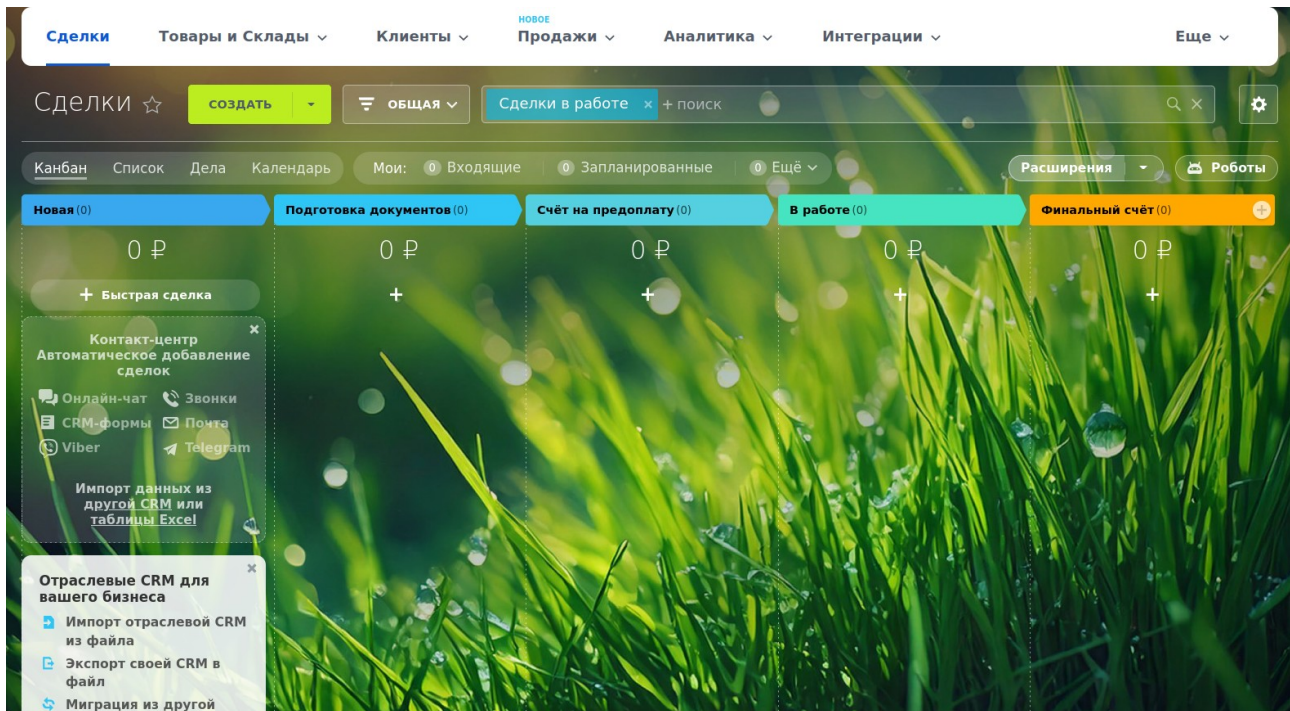 НОВОЕ
Сделки Товары и Склады Клиенты Продажи Аналитика Интеграции Еще
Сделки СОЗДАТЬ ОБЩАЯ Сделки в работе × + поиск
Канбан Список Дела Календарь Мои: 0 Входящие 0 Запланированные 0 Ещё Расширения Роботы
Новая (0) Подготовка документов (0) Счёт на предоплату (0) В работе (0) Финальный счёт (0)
0 ₽ 0 ₽ 0 ₽ 0 ₽ 0 ₽
+ Быстрая сделка + + + +
Контакт-центр
Автоматическое добавление
сделок
Онлайн-чат Звонки
CRM-формы Почта
Viber Telegram
Импорт данных из
другой CRM или
таблицы Excel
Отраслевые CRM для
вашего бизнеса
Импорт отраслевой CRM
из файла
Экспорт своей CRM в
файл
Миграция из другой